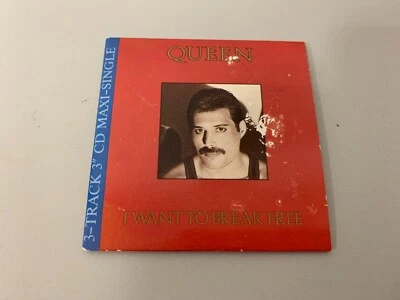 QUEEN
3-TRACK 3" CD MAXI-SINGLE
I WANT TO BREAK FREE